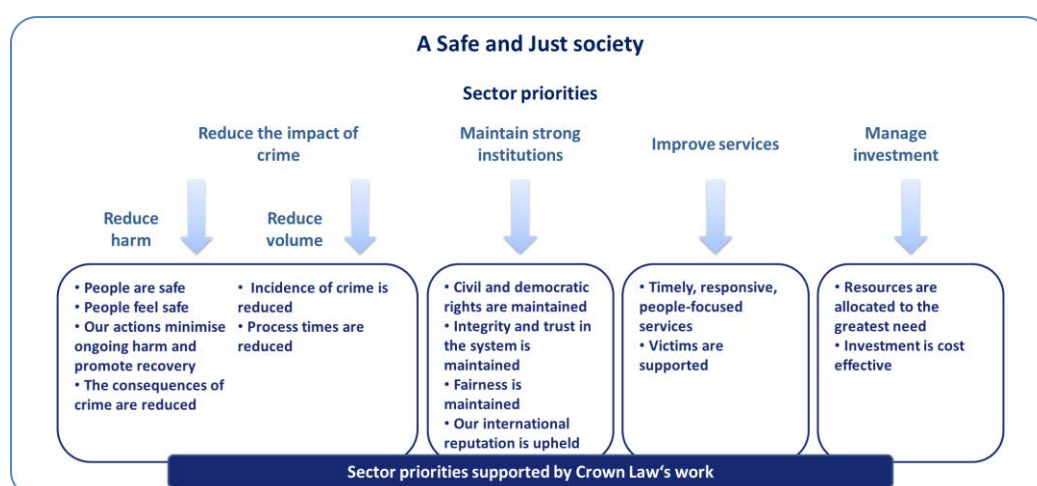 A Safe and Just society
Sector priorities
Reduce the impact of
crime
Maintain strong
institutions
Improve services
Manage
investment
Reduce
harm
Reduce
volume
• People are safe
• People feel safe
• Our actions minimise
ongoing harm and
promote recovery
• The consequences of
crime are reduced
• Incidence of crime is
reduced
• Process times are
reduced
• Civil and democratic
rights are maintained
• Integrity and trust in
the system is
maintained
• Fairness is
maintained
• Our international
reputation is upheld
• Timely, responsive,
people-focused
services
• Victims are
supported
• Resources are
allocated to the
greatest need
• Investment is cost
effective
Sector priorities supported by Crown Law‘s work